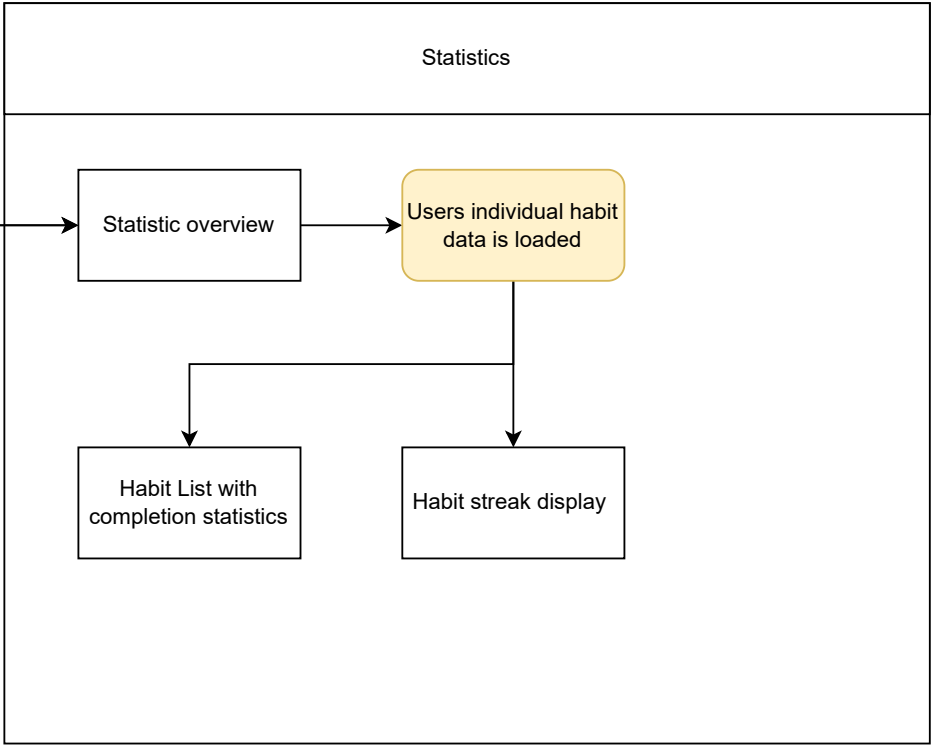 Statistics
Statistic overview
Users individual habit
data is loaded
Habit List with
completion statistics
Habit streak display